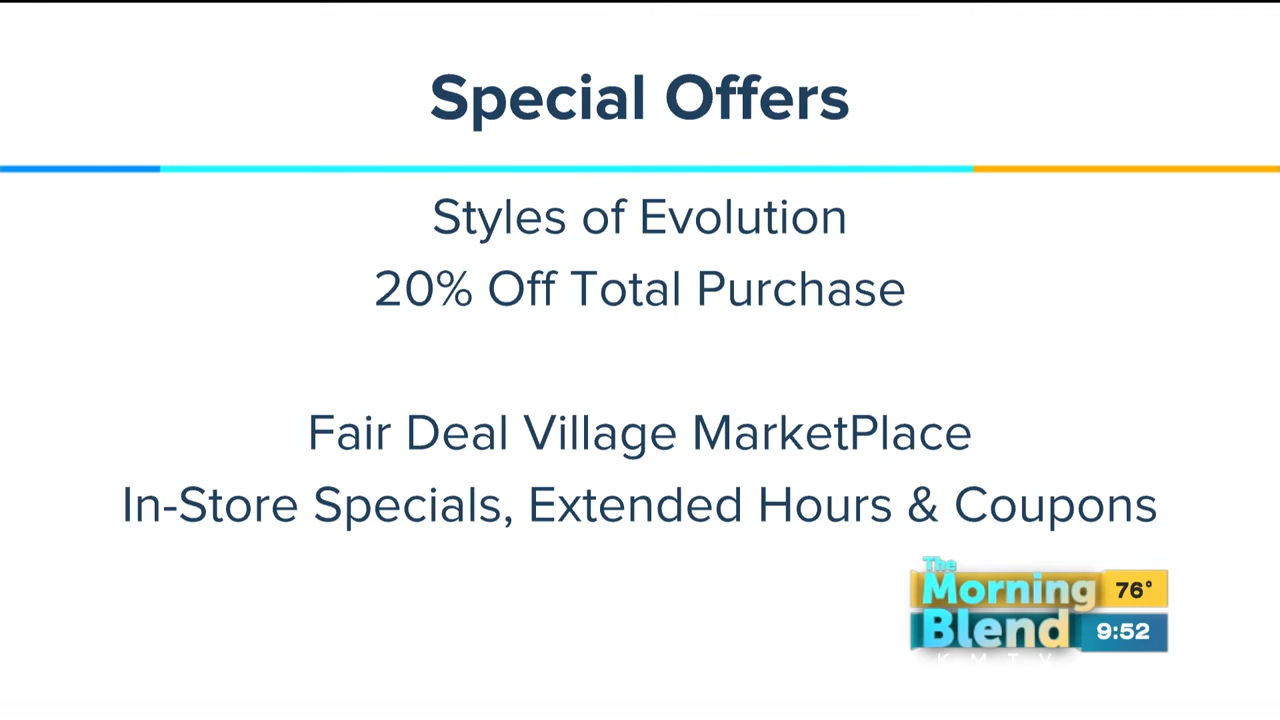 Special Offers
Styles of Evolution
20% Off Total Purchase
Fair Deal Village MarketPlace
In-Store Specials, Extended Hours & Coupons
The
Morning 76°
Blend 9:52
K M T V